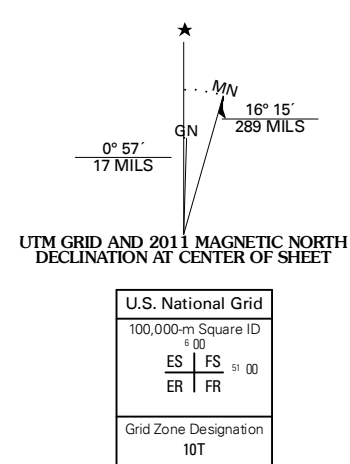 ★
MN
GN
16° 15´
289 MILS
0° 57´
17 MILS
UTM GRID AND 2011 MAGNETIC NORTH
DECLINATION AT CENTER OF SHEET
U.S. National Grid
100,000-m Square ID
6 00
ES FS 51 00
ER FR
Grid Zone Designation
10T